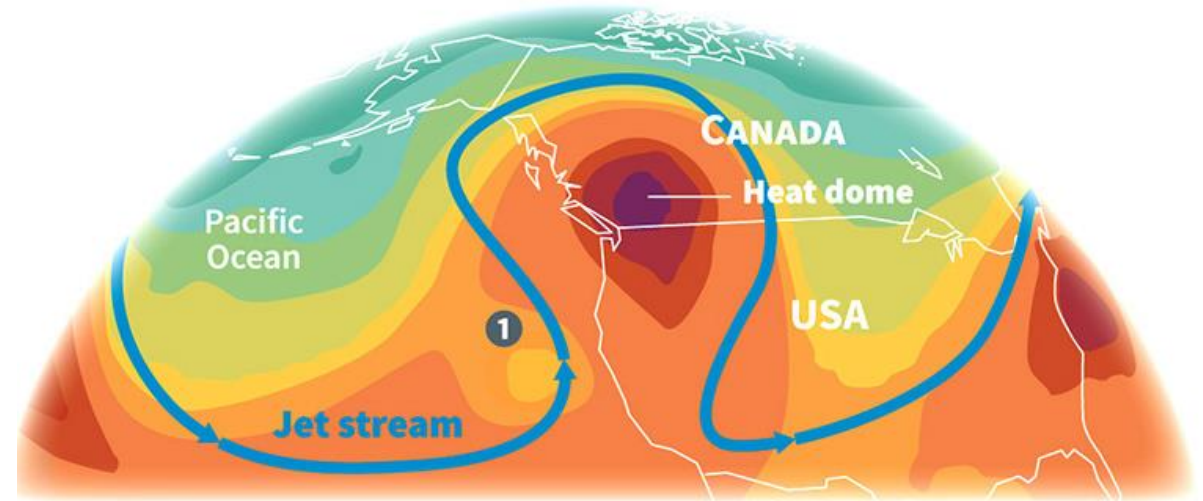 CANADA
Heat dome
Pacific
Ocean
1
USA
Jet stream